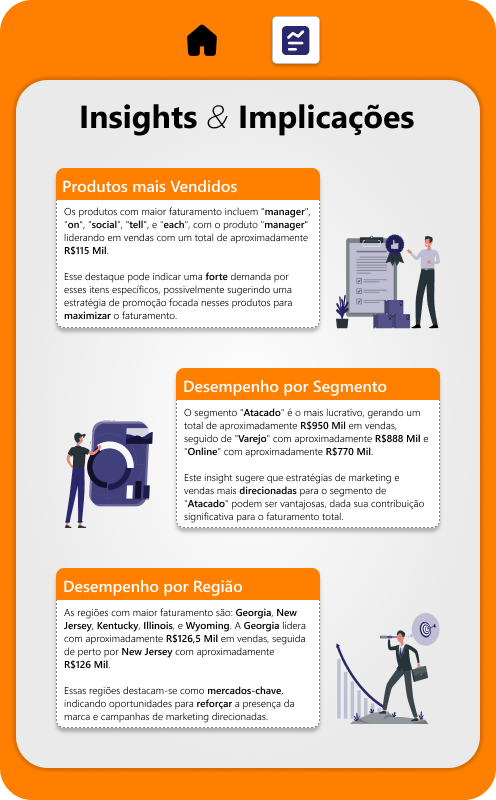 Insights & Implicações
Produtos mais Vendidos
Os produtos com maior faturamento incluem "manager",
"on", "social", "tell", e "each", com o produto "manager"
liderando em vendas com um total de aproximadamente
R$115 Mil.
Esse destaque pode indicar uma forte demanda por
esses itens específicos, possivelmente sugerindo uma
estratégia de promoção focada nesses produtos para
maximizar o faturamento.
Desempenho por Segmento
O segmento "Atacado" é o mais lucrativo, gerando um
total de aproximadamente R$950 Mil em vendas,
seguido de "Varejo" com aproximadamente R$888 Mil e
"Online" com aproximadamente R$770 Mil.
Este insight sugere que estratégias de marketing e
vendas mais direcionadas para o segmento de
"Atacado" podem ser vantajosas, dada sua contribuição
significativa para o faturamento total.
Desempenho por Região
As regiões com maior faturamento são: Georgia, New
Jersey, Kentucky, Illinois, e Wyoming. A Georgia lidera
com aproximadamente R$126,5 Mil em vendas, seguida
de perto por New Jersey com aproximadamente
R$126 Mil.
Essas regiões destacam-se como mercados-chave,
indicando oportunidades para reforçar a presença da
marca e campanhas de marketing direcionadas.